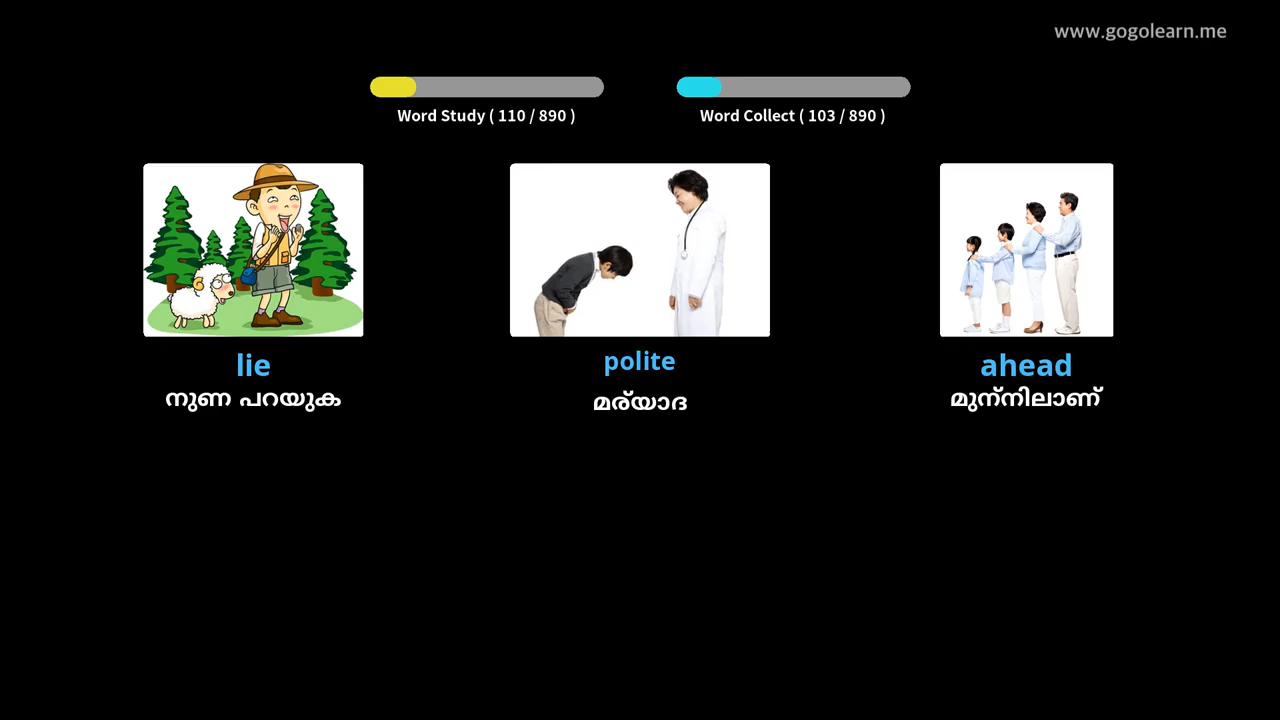 www.gogolearn.me
Word Study ( 110 / 890 )
Word Collect ( 103 / 890 )
lie
നുണ പറയുക
polite
മര്യാദ
ahead
മുന്നിലാണ്